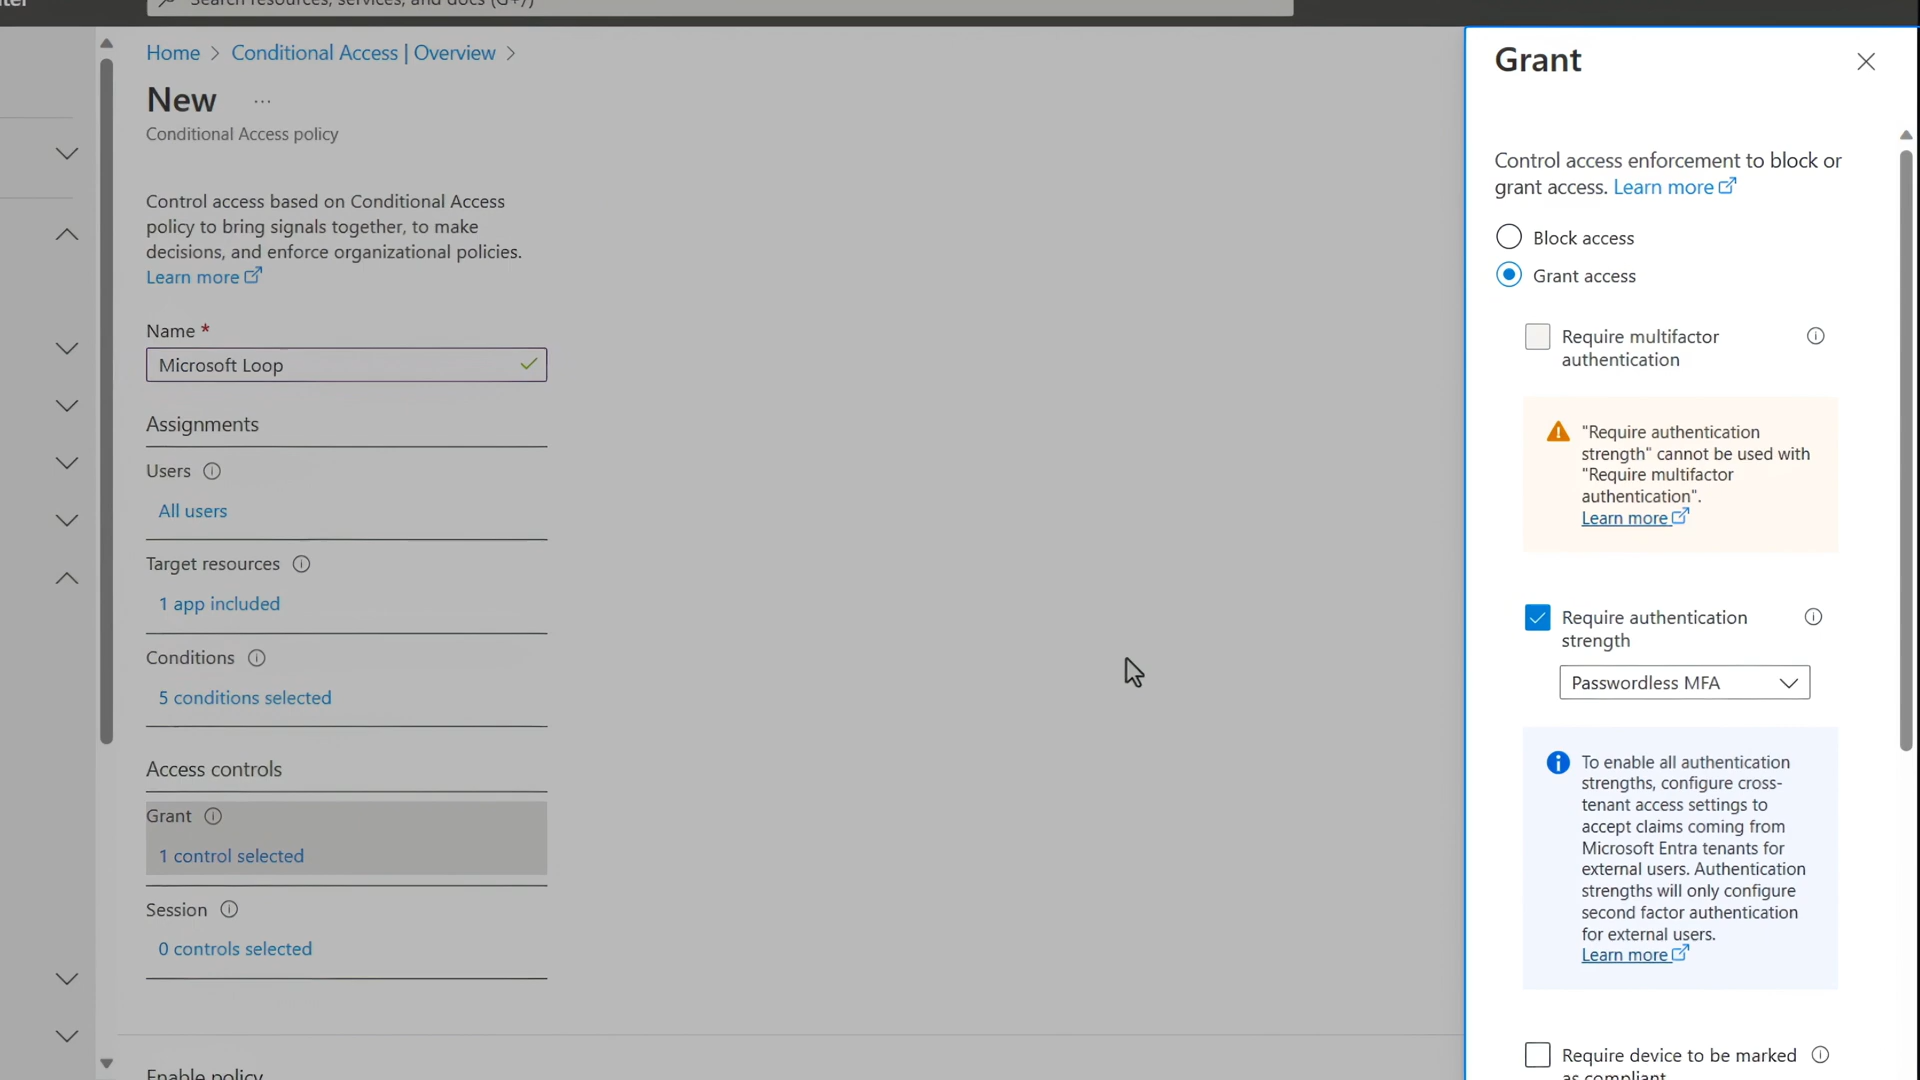 Search resources, services, and docs (G+/)
Home > Conditional Access | Overview >
New ...
Conditional Access policy
Control access based on Conditional Access
policy to bring signals together, to make
decisions, and enforce organizational policies.
Learn more
Name *
Microsoft Loop
Assignments
Users
All users
Target resources
1 app included
Conditions
5 conditions selected
Access controls
Grant
1 control selected
Session
0 controls selected
Enable policy
Grant
Control access enforcement to block or
grant access. Learn more
Block access
Grant access
Require multifactor
authentication
"Require authentication
strength" cannot be used with
"Require multifactor
authentication".
Learn more
Require authentication
strength
Passwordless MFA
To enable all authentication
strengths, configure cross-
tenant access settings to
accept claims coming from
Microsoft Entra tenants for
external users. Authentication
strengths will only configure
second factor authentication
for external users.
Learn more
Require device to be marked
as compliant